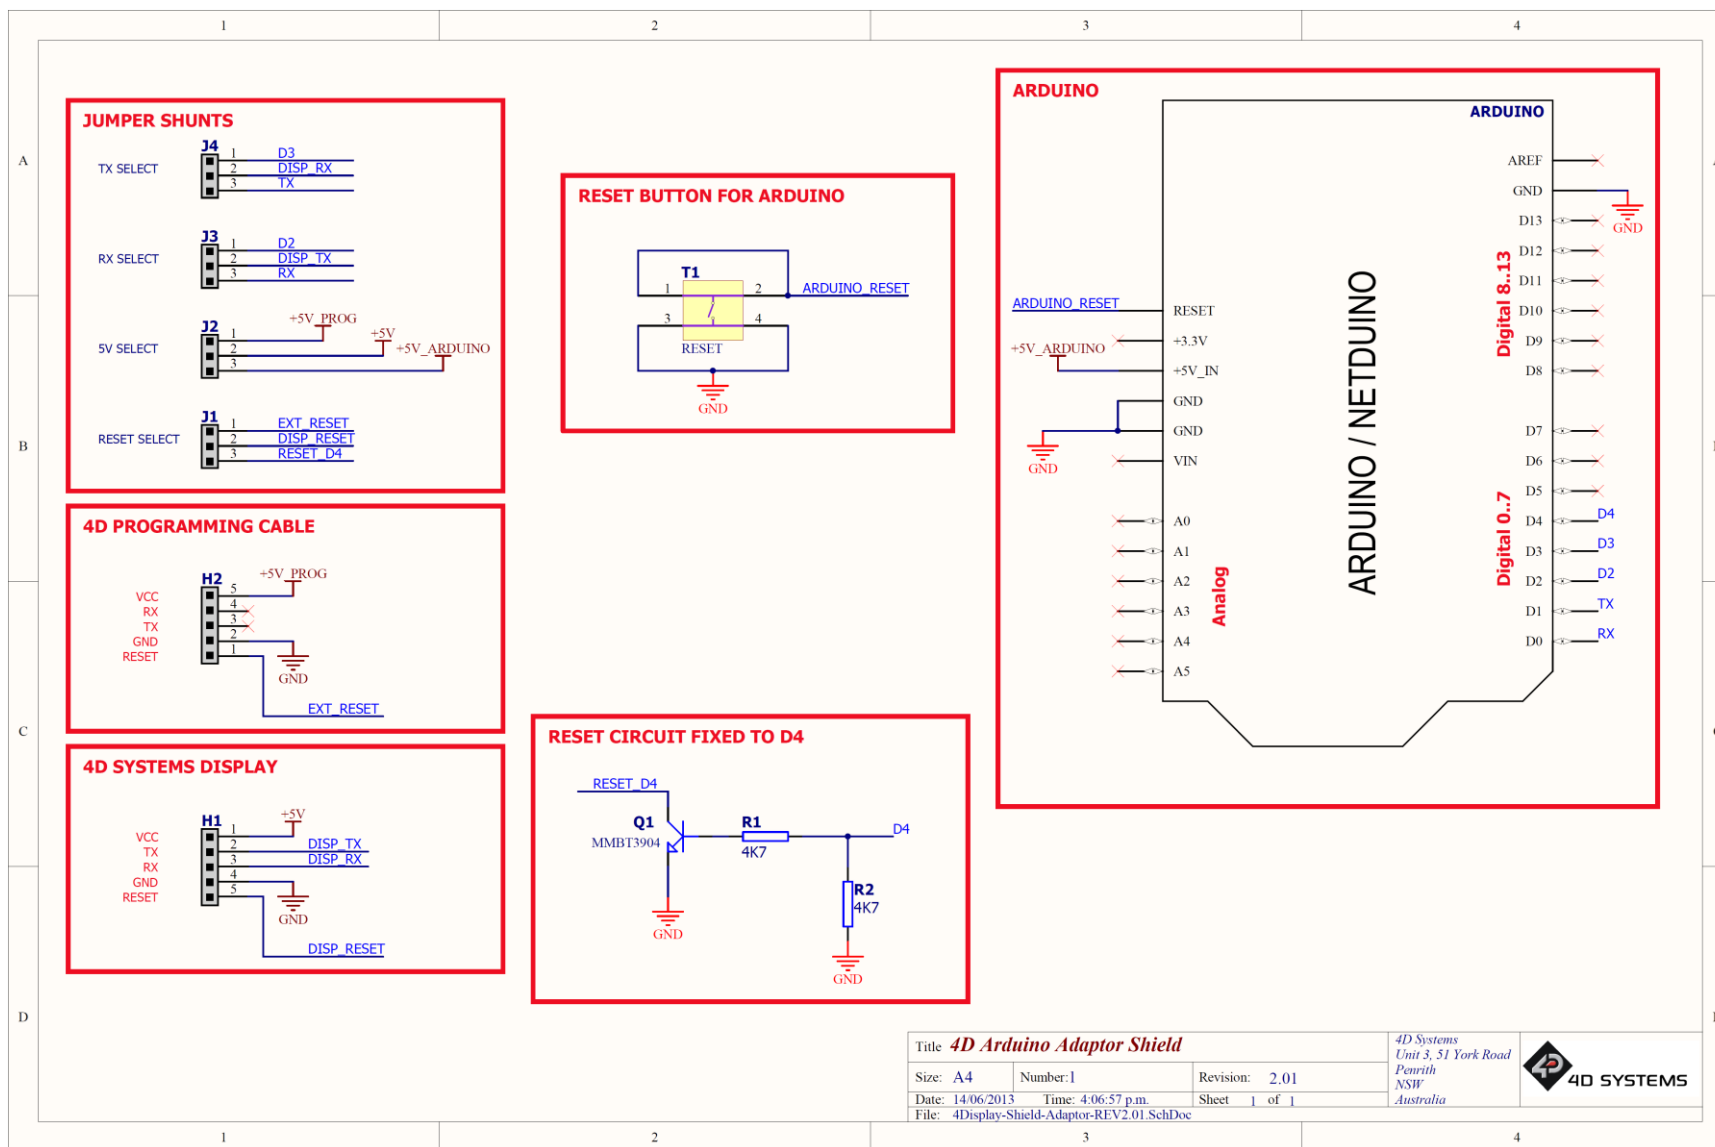 1 2 3 4
A
B
C
D
JUMPER SHUNTS
J4
TX SELECT
1 D3
2 DISP_RX
3 TX
J3
RX SELECT
1 D2
2 DISP_TX
3 RX
J2
5V SELECT
1 +5V_PROG
2 +5V
3 +5V_ARDUINO
J1
RESET SELECT
1 EXT_RESET
2 DISP_RESET
3 RESET_D4
4D PROGRAMMING CABLE
H2
VCC 5 +5V_PROG
RX 4
TX 3
GND 2
RESET 1
GND
EXT_RESET
4D SYSTEMS DISPLAY
H1
VCC 1 +5V
TX 2 DISP_TX
RX 3 DISP_RX
GND 4
RESET 5
GND
DISP_RESET
RESET BUTTON FOR ARDUINO
T1
1 2 ARDUINO_RESET
3 4
RESET
GND
RESET CIRCUIT FIXED TO D4
RESET_D4
Q1
MMBT3904
R1
4K7
D4
R2
4K7
GND
GND
ARDUINO
ARDUINO
ARDUINO_RESET
RESET
+3.3V
+5V_ARDUINO
+5V_IN
GND
GND
GND
VIN
A0
A1
A2
A3
A4
A5
Analog
ARDUINO / NETDUINO
AREF
GND
GND
D13
D12
D11
D10
D9
D8
Digital 8..13
D7
D6
D5
D4 D4
D3 D3
D2 D2
D1 TX
D0 RX
Digital 0..7
Title 4D Arduino Adaptor Shield
Size: A4 Number:1 Revision: 2.01
Date: 14/06/2013 Time: 4:06:57 p.m. Sheet 1 of 1
File: 4Display-Shield-Adaptor-REV2.01.SchDoc
4D Systems
Unit 3, 51 York Road
Penrith
NSW
Australia
4D SYSTEMS
1 2 3 4